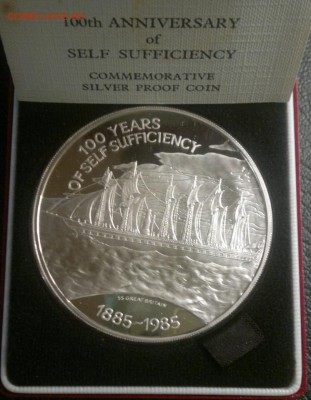 100th ANNIVERSARY
of
SELF SUFFICIENCY
COMMEMORATIVE
SILVER PROOF COIN
100 YEARS
OF SELF SUFFICIENCY
SS GREAT BRITAIN
1885-1985